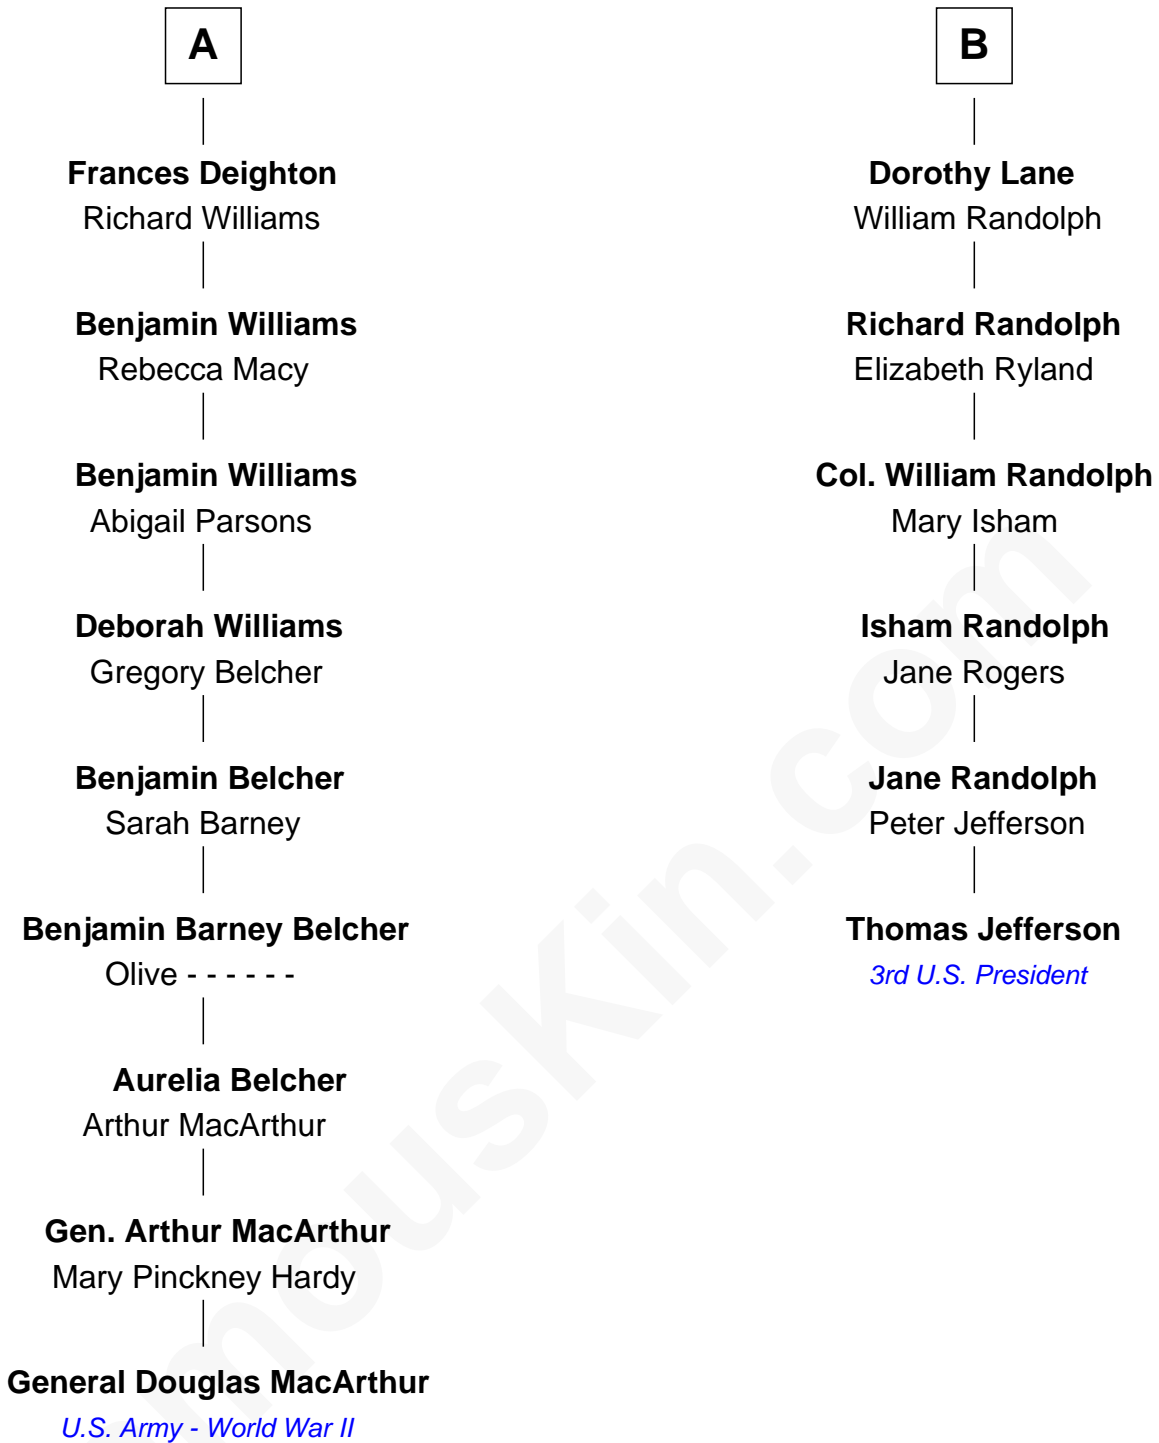 A
Frances Deighton
Richard Williams
Benjamin Williams
Rebecca Macy
Benjamin Williams
Abigail Parsons
Deborah Williams
Gregory Belcher
Benjamin Belcher
Sarah Barney
Benjamin Barney Belcher
Olive - - - - - -
Aurelia Belcher
Arthur MacArthur
Gen. Arthur MacArthur
Mary Pinckney Hardy
General Douglas MacArthur
U.S. Army - World War II
B
Dorothy Lane
William Randolph
Richard Randolph
Elizabeth Ryland
Col. William Randolph
Mary Isham
Isham Randolph
Jane Rogers
Jane Randolph
Peter Jefferson
Thomas Jefferson
3rd U.S. President
mousKin.com